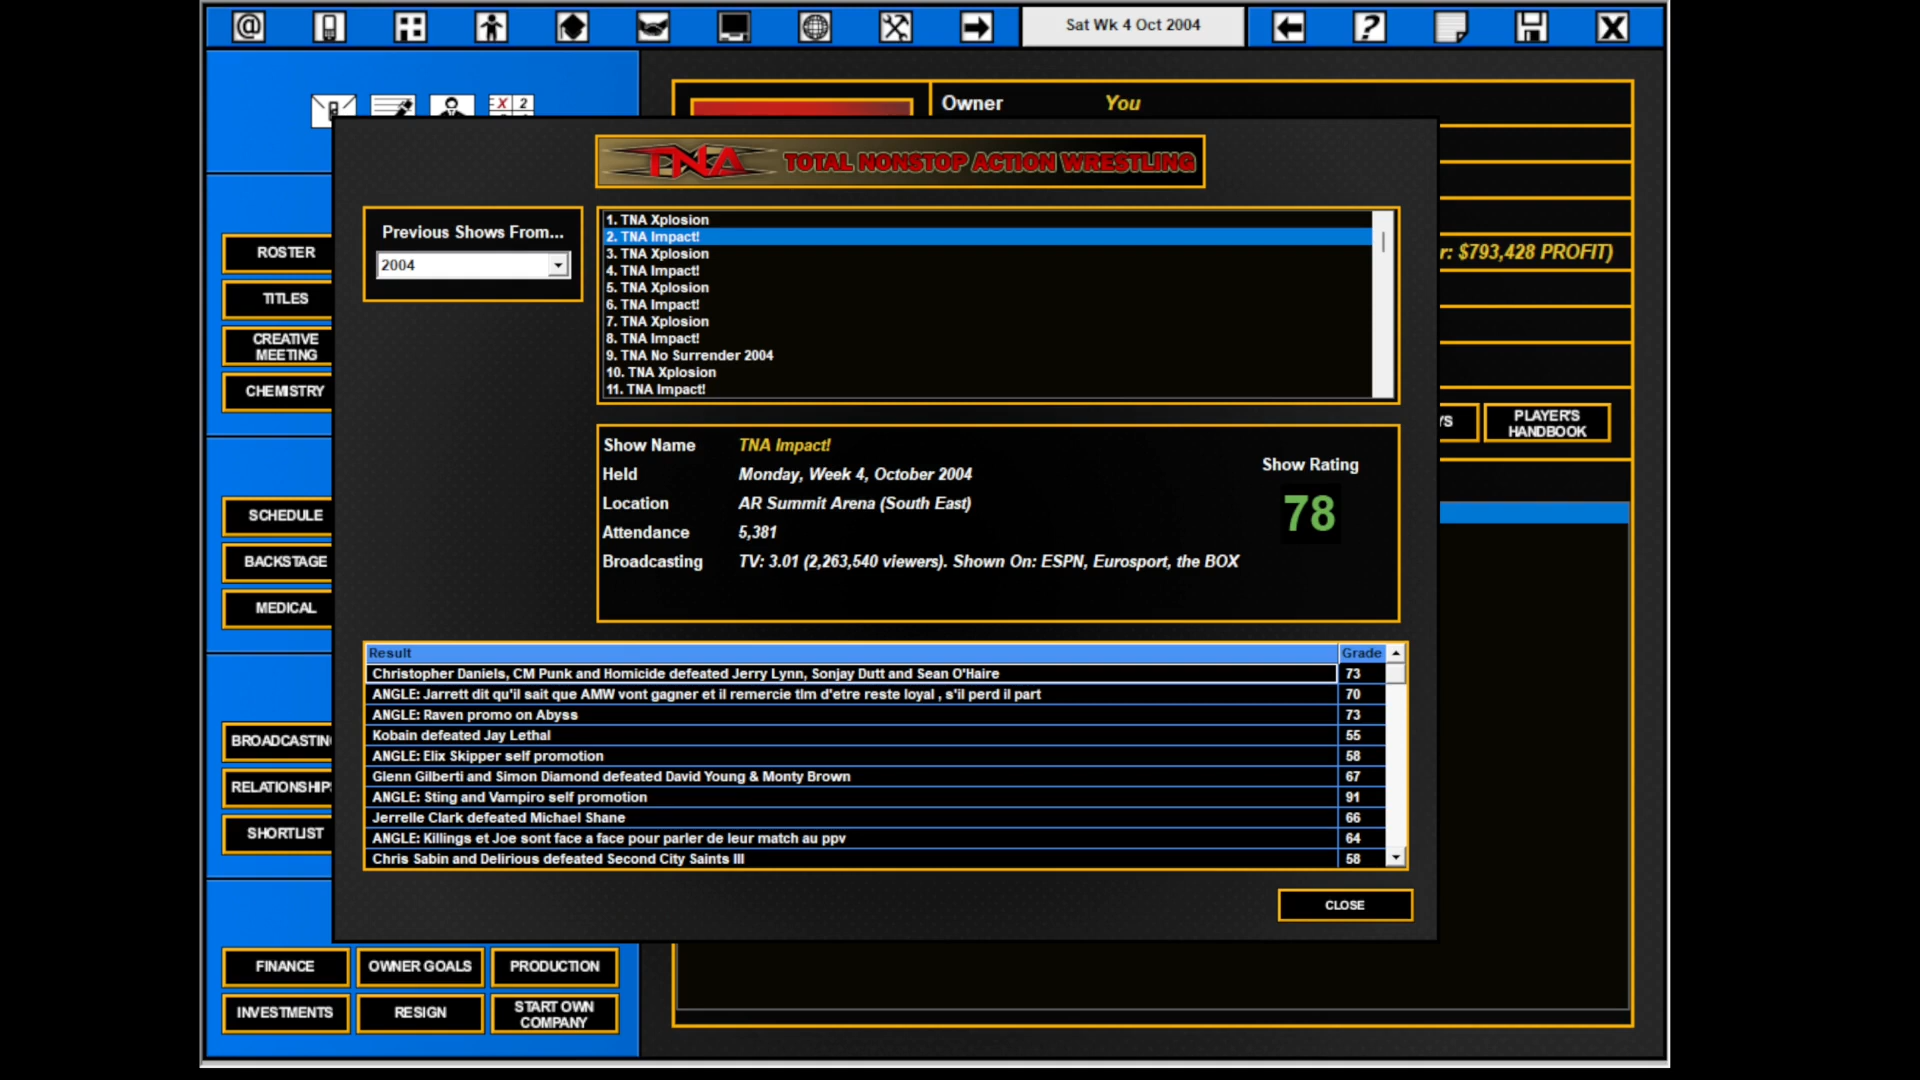 @
Sat Wk 4 Oct 2004
?
X
X 2
Owner
You
TNA TOTAL NONSTOP ACTION WRESTLING
Previous Shows From...
2004
1. TNA Xplosion
2. TNA Impact!
3. TNA Xplosion
4. TNA Impact!
5. TNA Xplosion
6. TNA Impact!
7. TNA Xplosion
8. TNA Impact!
9. TNA No Surrender 2004
10. TNA Xplosion
11. TNA Impact!
r: $793,428 PROFIT)
YS
PLAYER'S
HANDBOOK
ROSTER
TITLES
CREATIVE
MEETING
CHEMISTRY
SCHEDULE
BACKSTAGE
MEDICAL
BROADCASTIN
RELATIONSHIP
SHORTLIST
Show Name TNA Impact!
Held Monday, Week 4, October 2004
Location AR Summit Arena (South East)
Attendance 5,381
Broadcasting TV: 3.01 (2,263,540 viewers). Shown On: ESPN, Eurosport, the BOX
Show Rating
78
Result Grade
Christopher Daniels, CM Punk and Homicide defeated Jerry Lynn, Sonjay Dutt and Sean O'Haire 73
ANGLE: Jarrett dit qu'il sait que AMW vont gagner et il remercie tlm d'etre reste loyal , s'il perd il part 70
ANGLE: Raven promo on Abyss 73
Kobain defeated Jay Lethal 55
ANGLE: Elix Skipper self promotion 58
Glenn Gilberti and Simon Diamond defeated David Young & Monty Brown 67
ANGLE: Sting and Vampiro self promotion 91
Jerrelle Clark defeated Michael Shane 66
ANGLE: Killings et Joe sont face a face pour parler de leur match au ppv 64
Chris Sabin and Delirious defeated Second City Saints III 58
CLOSE
FINANCE
OWNER GOALS
PRODUCTION
INVESTMENTS
RESIGN
START OWN
COMPANY